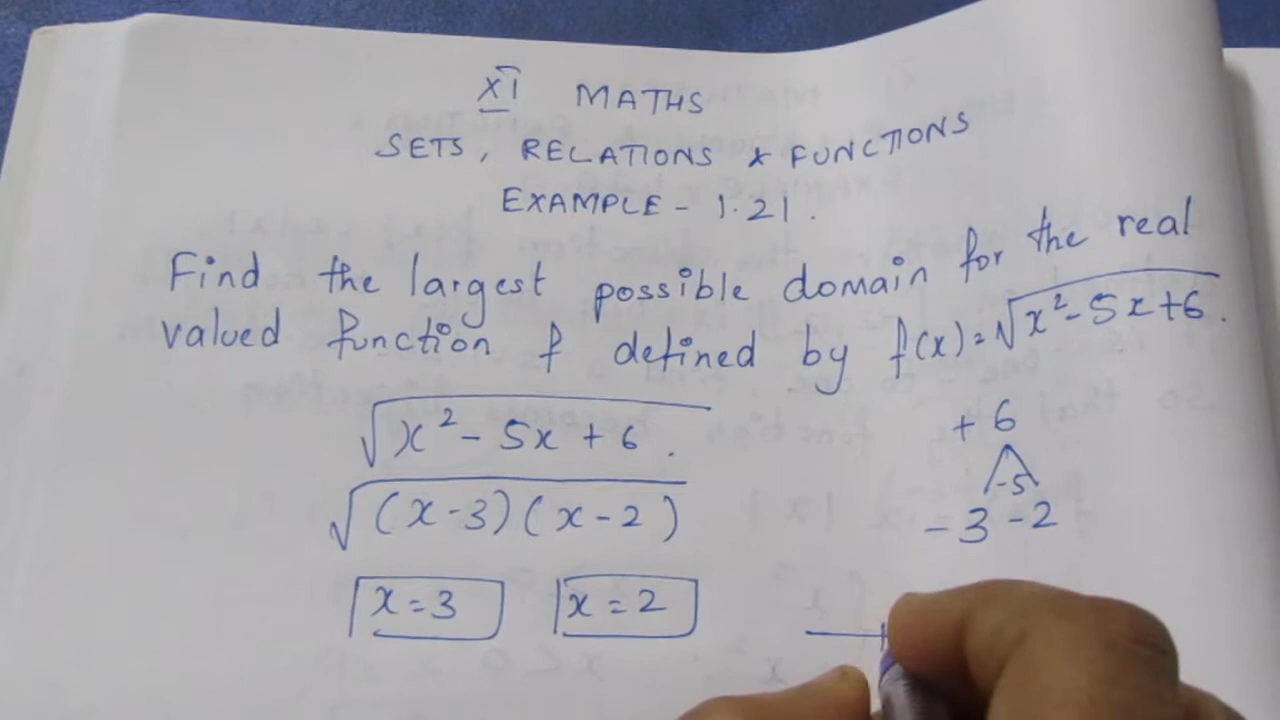 XI MATHS
SETS, RELATIONS & FUNCTIONS
EXAMPLE - 1.21.
Find the largest possible domain for the real
valued function f defined by f(x) = √x²-5x+6.
√x² - 5x + 6.
√(x-3)(x-2)
x = 3 x = 2
+6
-5
-3 -2